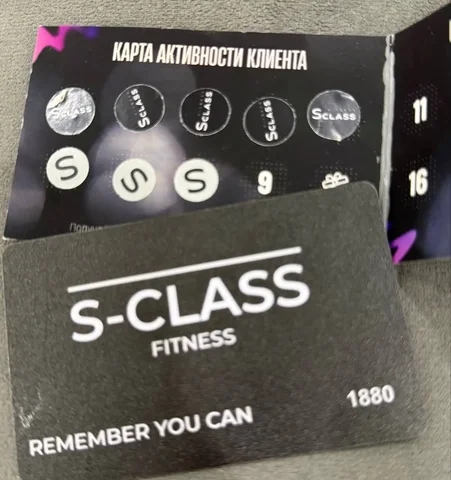 КАРТА АКТИВНОСТИ КЛИЕНТА
SCLASS SCLASS SCLASS SCLASS SCLASS
11
S S S 9
16
S-CLASS
FITNESS
1880
REMEMBER YOU CAN